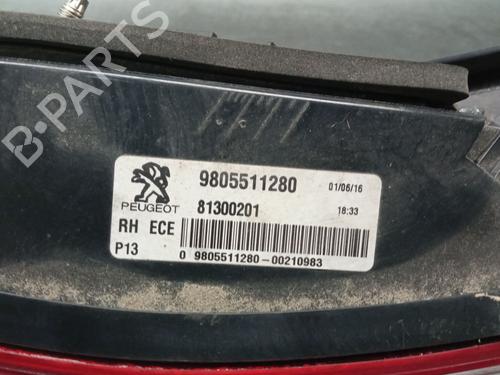 B-PARTS
9805511280 01/06/16
PEUGEOT 81300201 18:33
RH ECE
P13
0 9805511280-00210983